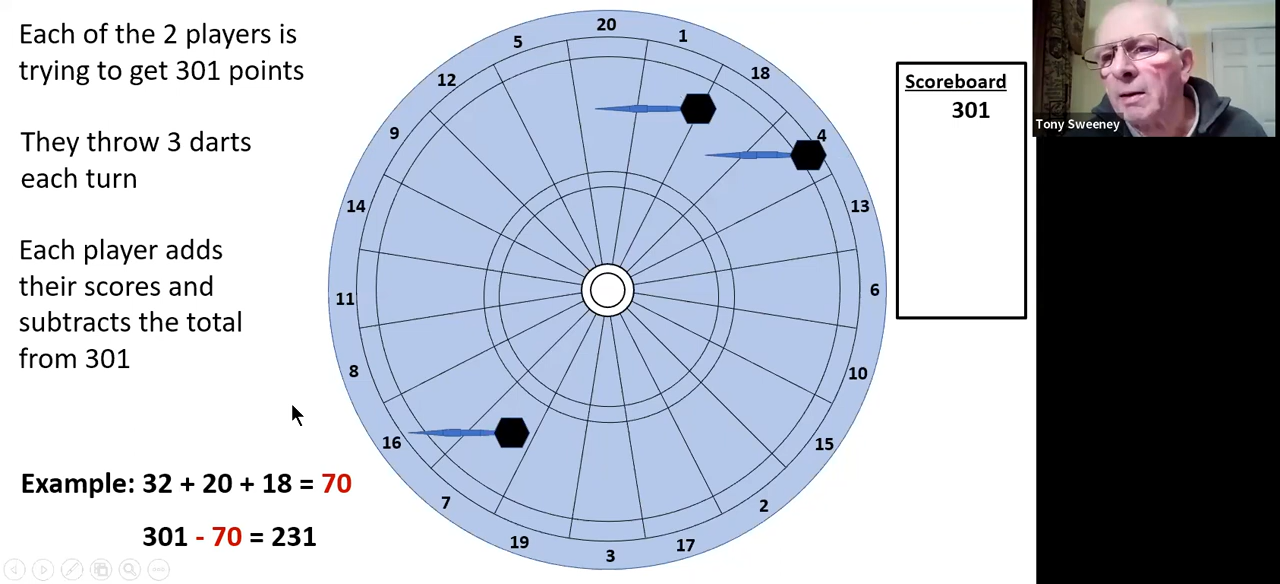 Each of the 2 players is
trying to get 301 points
They throw 3 darts
each turn
Each player adds
their scores and
subtracts the total
from 301
Example: 32 + 20 + 18 = 70
301 - 70 = 231
20
1
18
4
13
6
10
15
2
17
3
19
7
16
8
11
14
9
12
5
Scoreboard
301
Tony Sweeney